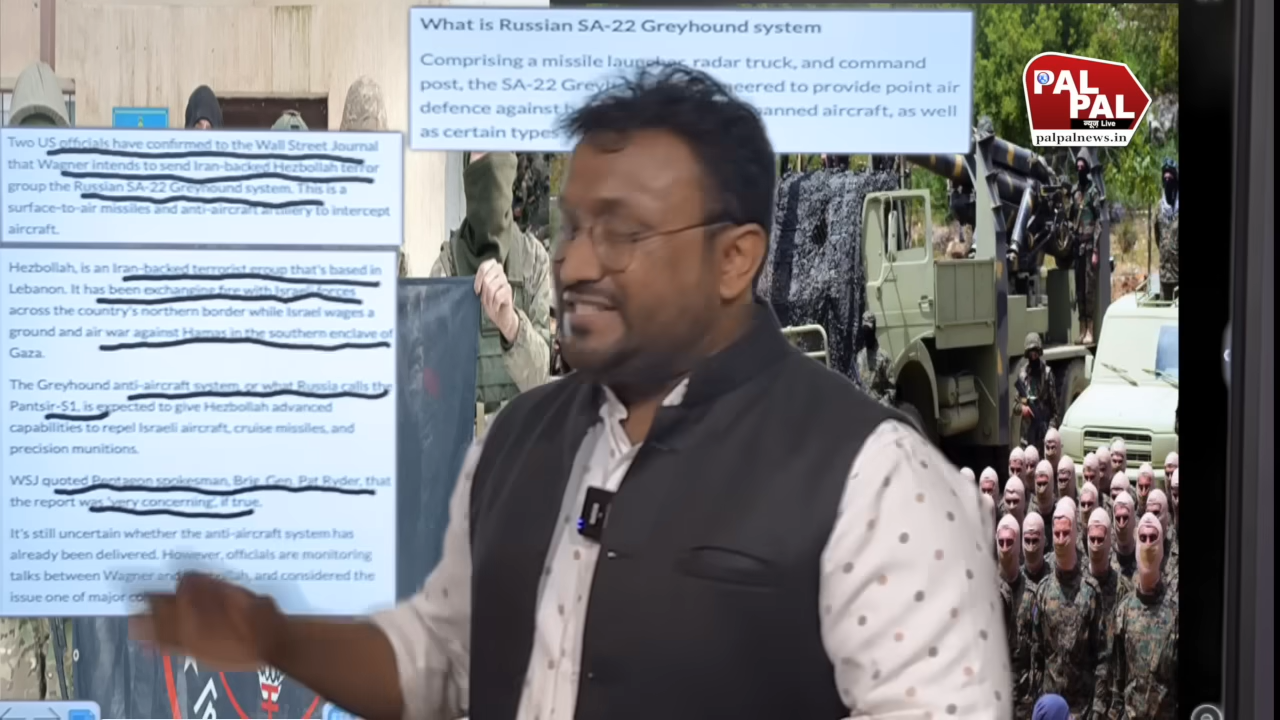 What is Russian SA-22 Greyhound system
Comprising a missile launcher, radar truck, and command
post, the SA-22 to provide point air
defence against aircraft, as well
as certain types
PAL
PAL
न्यूज़ Live
palpalnews.in
Two US officials have confirmed to the Wall Street Journal
that Wagner intends to send Iran-backed Hezbollah terror
group the Russian SA-22 Greyhound system. This is a
surface-to-air missiles and anti-aircraft artillery to intercept
aircraft.
Hezbollah, is an Iran-backed terrorist group that's based in
Lebanon. It has been exchanging fire with Israeli forces
across the country's northern border while Israel wages a
ground and air war against Hamas in the southern enclave of
Gaza.
The Greyhound anti-aircraft system, or what Russia calls the
Pantsir-S1, is expected to give Hezbollah advanced
capabilities to repel Israeli aircraft, cruise missiles, and
precision munitions.
WSJ quoted Pentagon spokesman, Brig. Gen. Pat Ryder, that
the report was 'very concerning', if true.
It's still uncertain whether the anti-aircraft system has
already been delivered. However, officials are monitoring
talks between Wagner and Hezbollah, and considered the
issue one of major